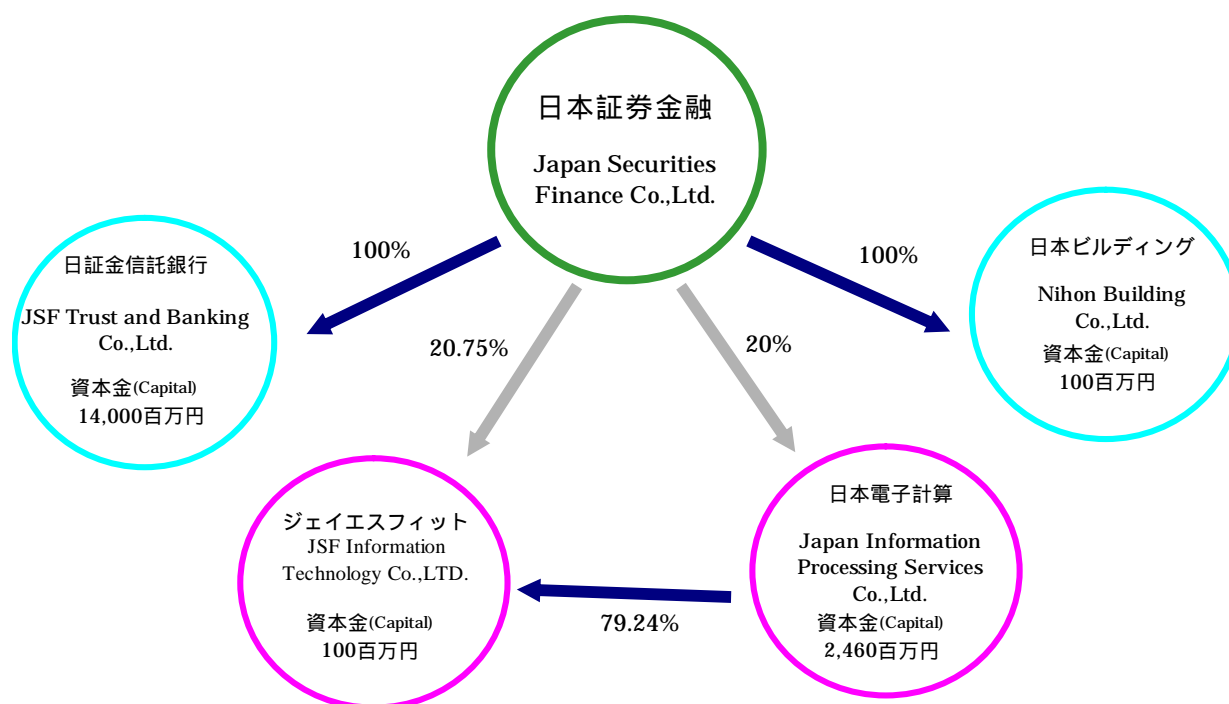 日本証券金融
Japan Securities
Finance Co.,Ltd.
100%
100%
日証金信託銀行
JSF Trust and Banking
Co.,Ltd.
資本金(Capital)
14,000百万円
日本ビルディング
Nihon Building
Co.,Ltd.
資本金(Capital)
100百万円
20.75%
20%
ジェイエスフィット
JSF Information
Technology Co.,LTD.
資本金(Capital)
100百万円
79.24%
日本電子計算
Japan Information
Processing Services
Co.,Ltd.
資本金(Capital)
2,460百万円